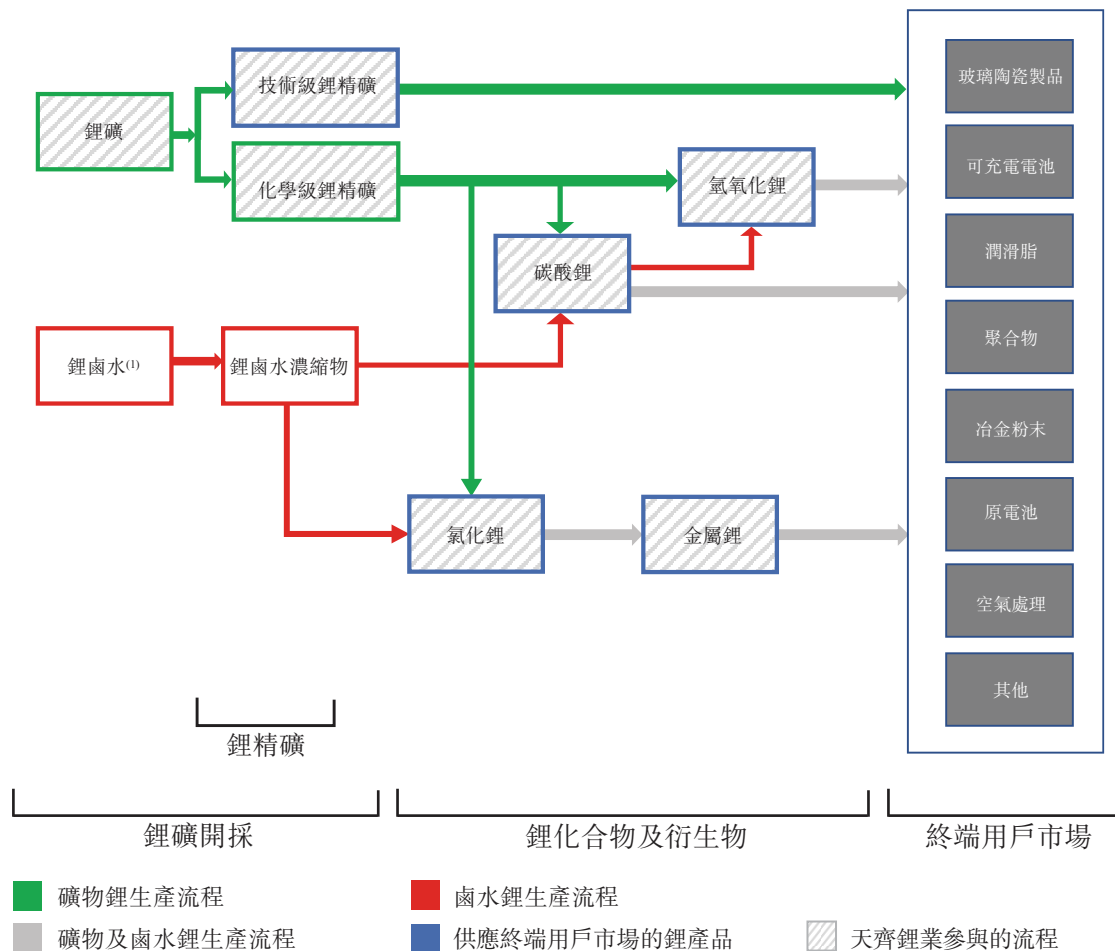 技術級鋰精礦
玻璃陶瓷製品
鋰礦
化學級鋰精礦
氫氧化鋰
可充電電池
碳酸鋰
潤滑脂
鋰鹵水(1)
鋰鹵水濃縮物
聚合物
冶金粉末
氯化鋰
金屬鋰
原電池
空氣處理
其他
鋰精礦
鋰礦開採
鋰化合物及衍生物
終端用戶市場
礦物鋰生產流程
鹵水鋰生產流程
礦物及鹵水鋰生產流程
供應終端用戶市場的鋰產品
天齊鋰業參與的流程